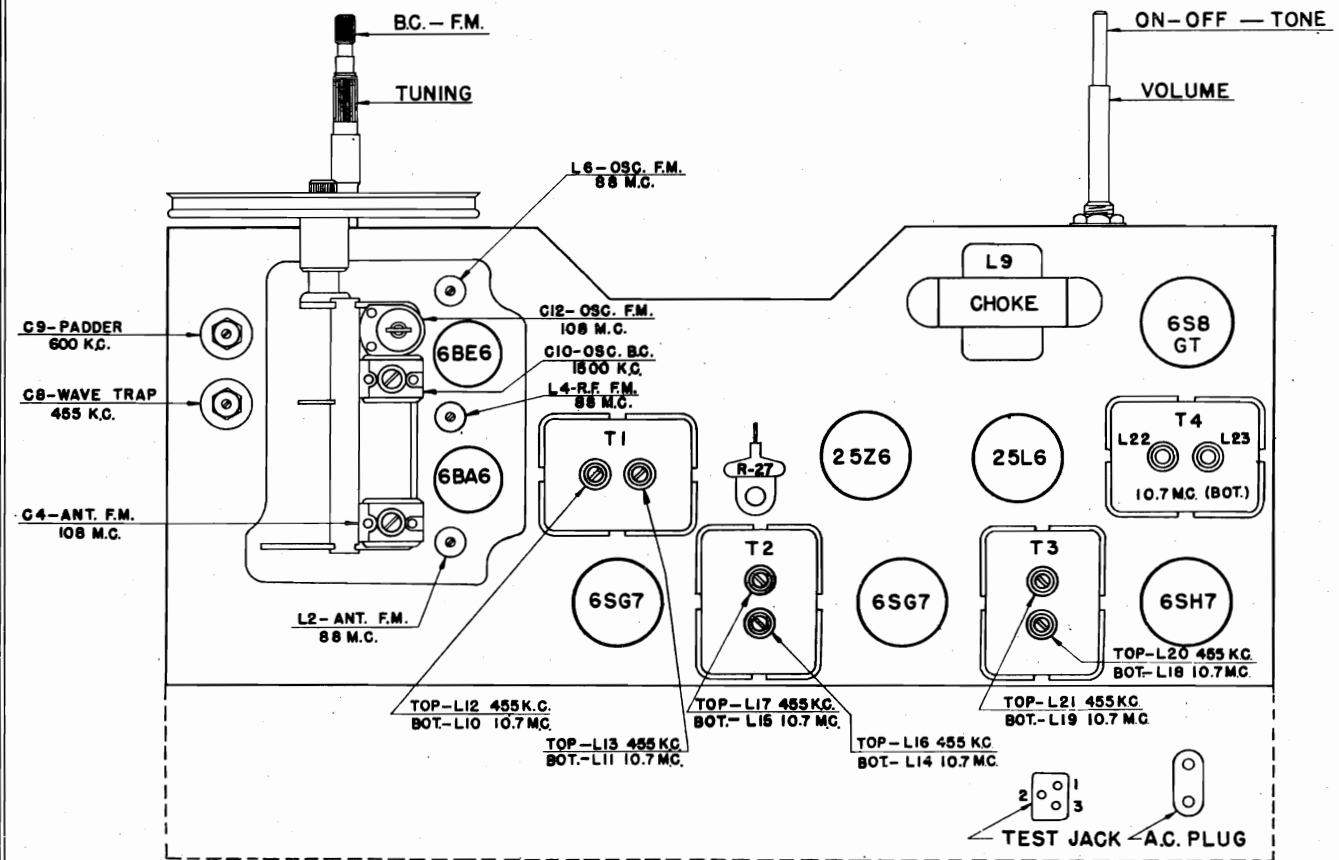 B.C. – F.M.
TUNING
ON–OFF — TONE
VOLUME
L6–OSC. F.M.
88 M.C.
L9
CHOKE
6S8
GT
C9–PADDER
600 K.C.
C12–OSC. F.M.
108 M.C.
6BE6
C10–OSC. B.C.
1500 K.C.
C8–WAVE TRAP
455 K.C.
L4–R.F. F.M.
88 M.C.
T1
T4
L22
L23
10.7 M.C. (BOT.)
R-27
25Z6
25L6
6BA6
C4–ANT. F.M.
108 M.C.
T2
T3
6SG7
6SG7
6SH7
L2–ANT. F.M.
88 M.C.
TOP–L20 455 K.C.
BOT.–L18 10.7 M.C.
TOP–L12 455K.C.
BOT.–L10 10.7 M.C.
TOP–L17 455K.C.
BOT.–L15 10.7 M.C.
TOP–L21 455K.C.
BOT.–L19 10.7 M.C.
TOP–L13 455 K.C.
BOT.–L11 10.7 M.C.
TOP–L16 455 K.C.
BOT.–L14 10.7 M.C.
1
2
3
TEST JACK
A.C. PLUG